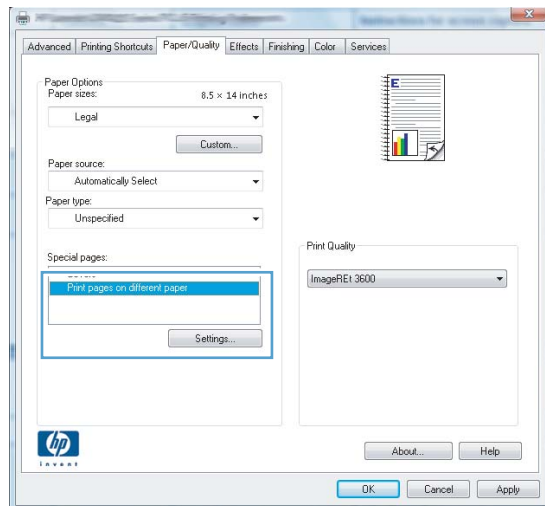 Advanced Printing Shortcuts Paper/Quality Effects Finishing Color Services
Paper Options
Paper sizes: 8.5 × 14 inches
Legal
Custom...
Paper source:
Automatically Select
Paper type:
Unspecified
Special pages:
Print pages on different paper
Settings...
E
Print Quality
ImageREt 3600
hp
invent
About... Help
OK Cancel Apply